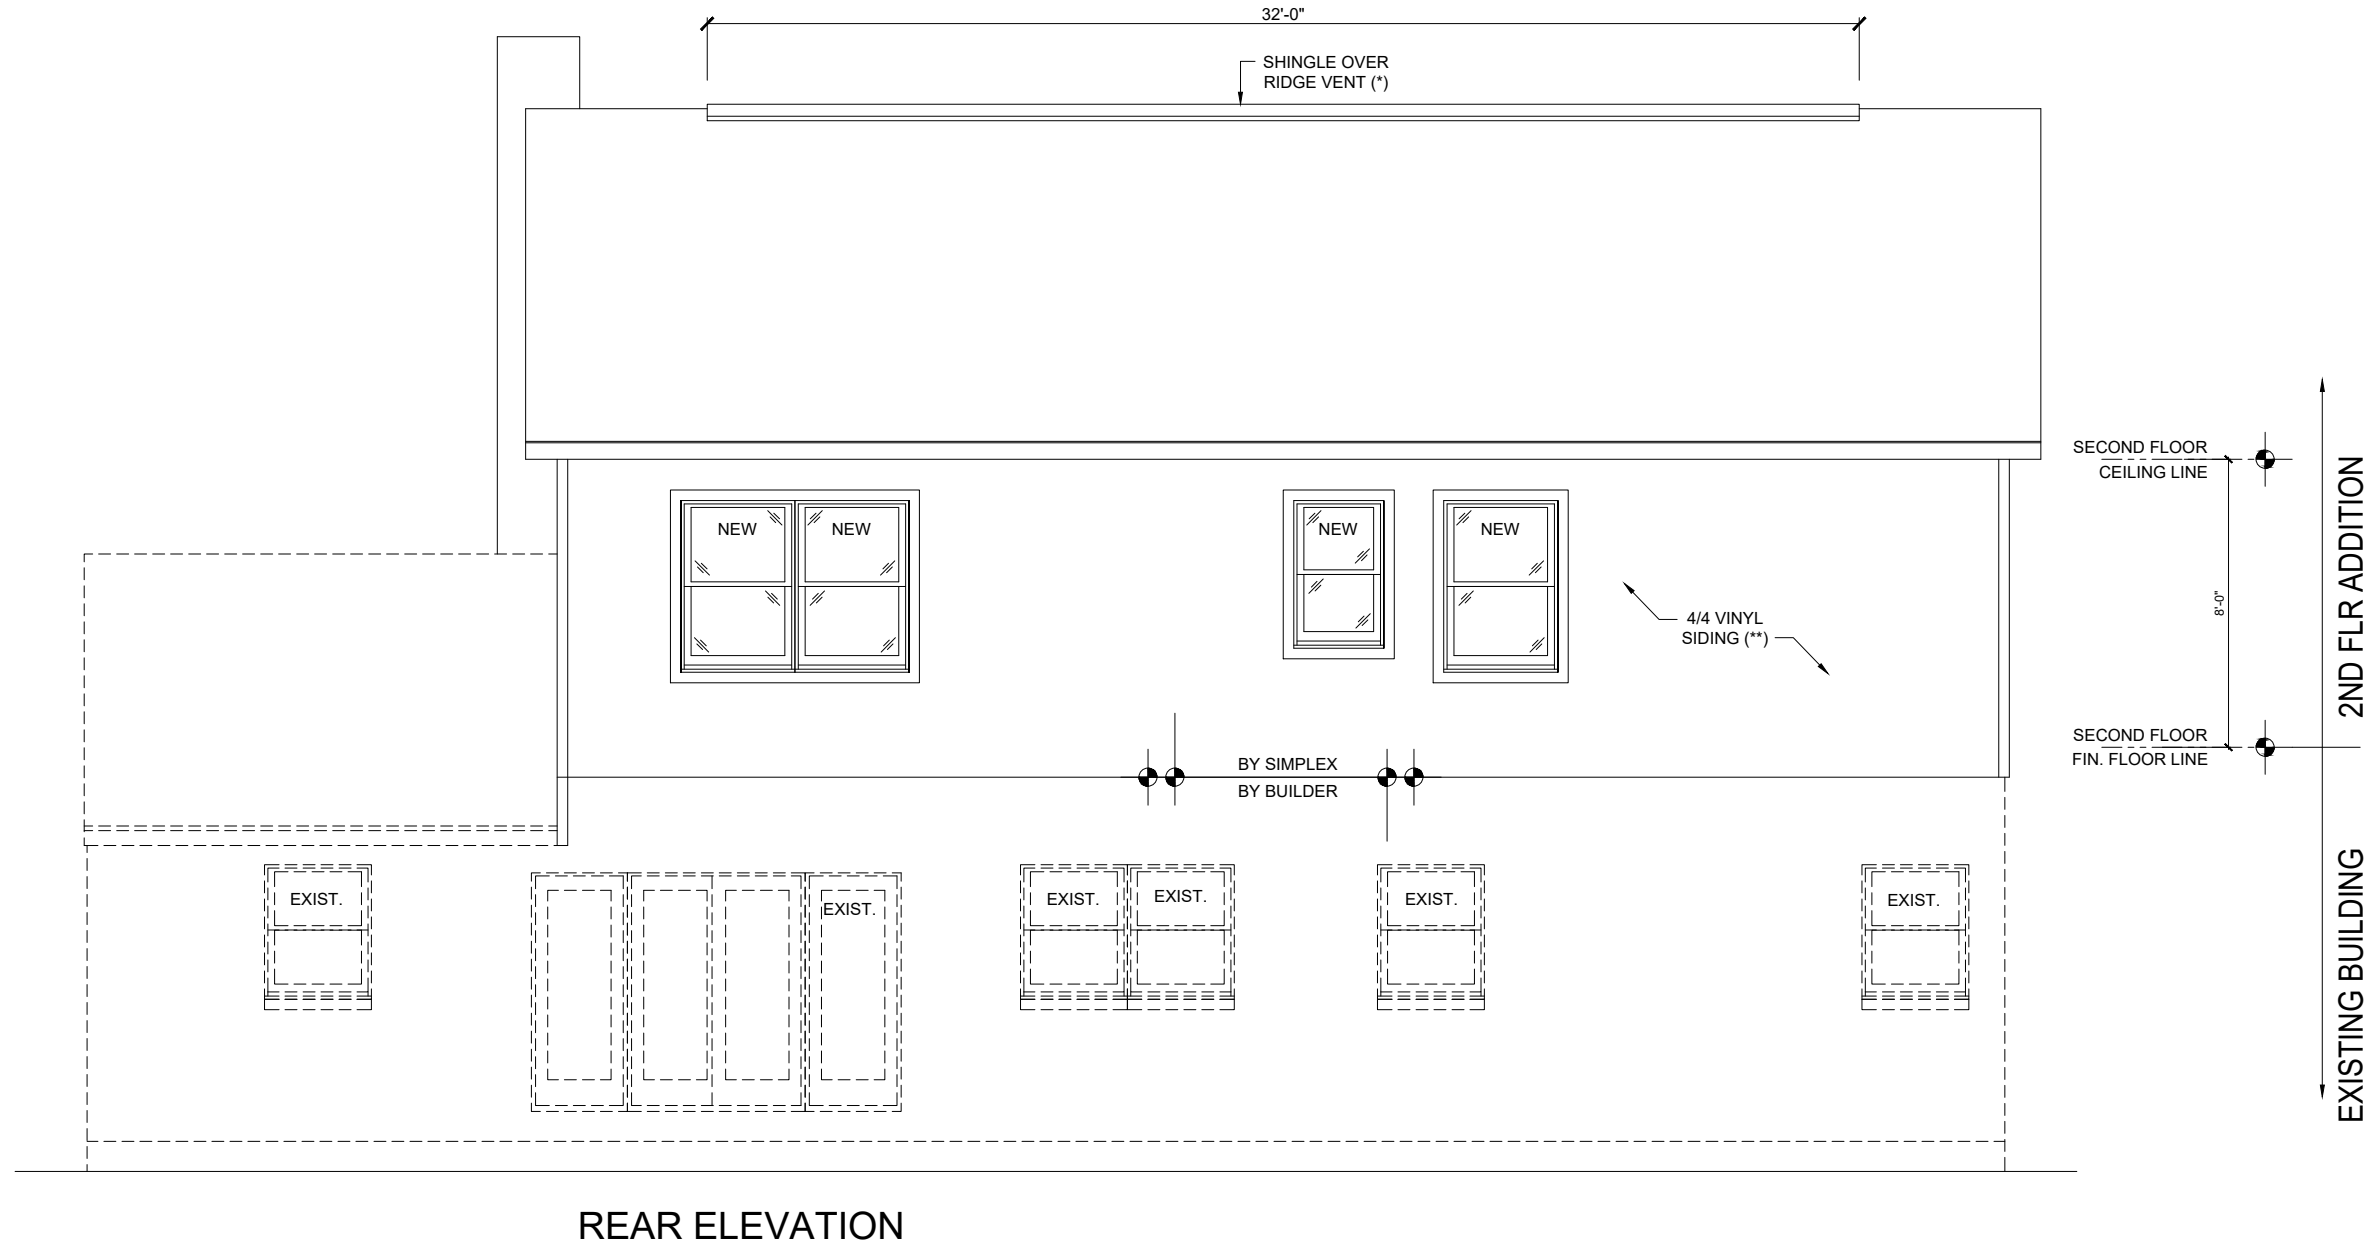 32'-0"
SHINGLE OVER
RIDGE VENT (*)
SECOND FLOOR
CEILING LINE
NEW
NEW
NEW
NEW
4/4 VINYL
SIDING (**)
8'-0"
2ND FLR ADDITION
SECOND FLOOR
FIN. FLOOR LINE
BY SIMPLEX
BY BUILDER
EXIST.
EXIST.
EXIST.
EXIST.
EXIST.
EXIST.
EXISTING BUILDING
REAR ELEVATION